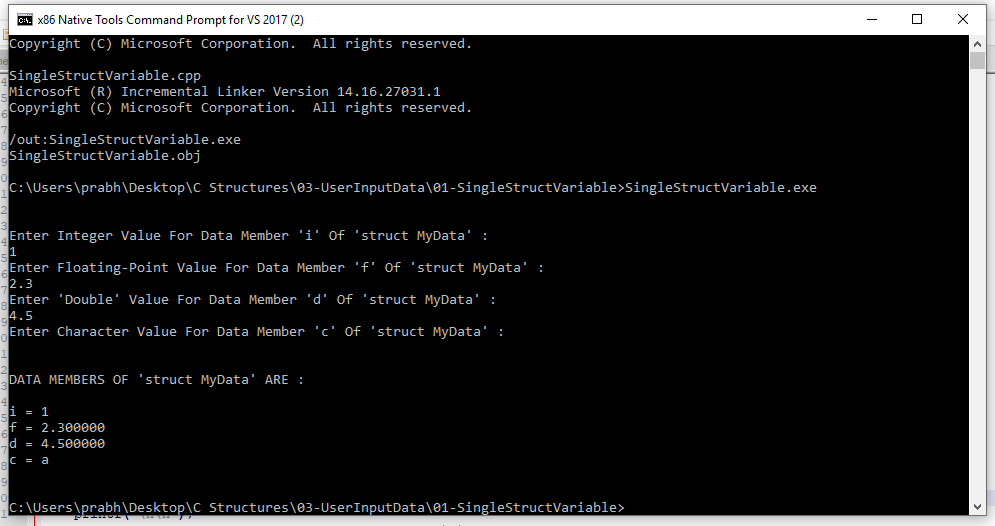 x86 Native Tools Command Prompt for VS 2017 (2)
Copyright (C) Microsoft Corporation.  All rights reserved.
SingleStructVariable.cpp
Microsoft (R) Incremental Linker Version 14.16.27031.1
Copyright (C) Microsoft Corporation.  All rights reserved.
/out:SingleStructVariable.exe
SingleStructVariable.obj
C:\Users\prabh\Desktop\C Structures\03-UserInputData\01-SingleStructVariable>SingleStructVariable.exe
Enter Integer Value For Data Member 'i' Of 'struct MyData' :
1
Enter Floating-Point Value For Data Member 'f' Of 'struct MyData' :
2.3
Enter 'Double' Value For Data Member 'd' Of 'struct MyData' :
4.5
Enter Character Value For Data Member 'c' Of 'struct MyData' :
DATA MEMBERS OF 'struct MyData' ARE :
i = 1
f = 2.300000
d = 4.500000
c = a
C:\Users\prabh\Desktop\C Structures\03-UserInputData\01-SingleStructVariable>